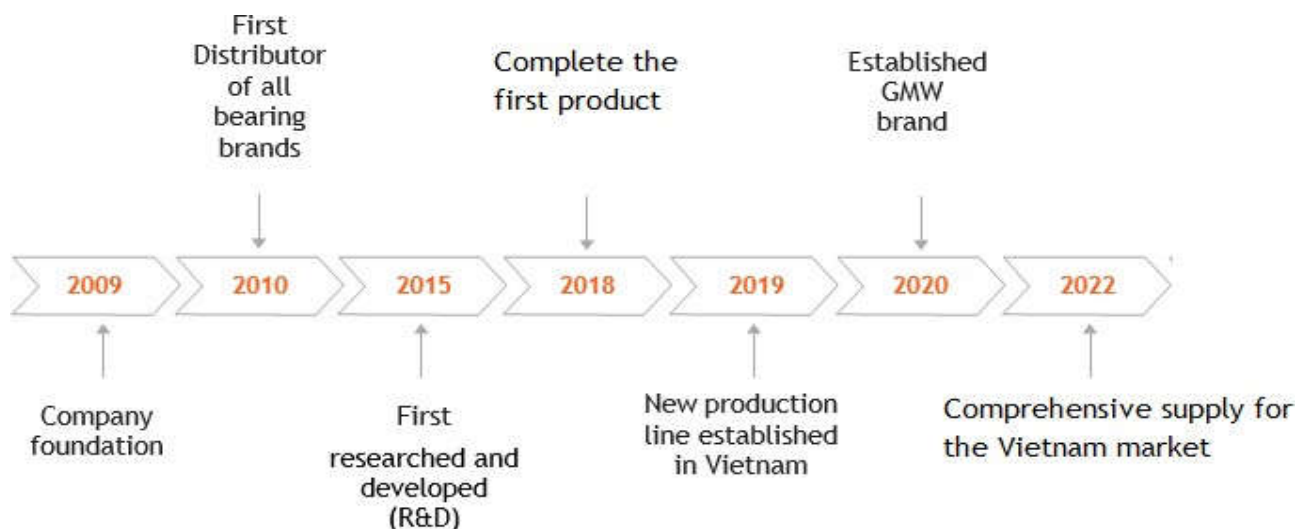 First
Distributor
of all
bearing
brands
Complete the
first product
Established
GMW
brand
2009
2010
2015
2018
2019
2020
2022
Company
foundation
First
researched and
developed
(R&D)
New production
line established
in Vietnam
Comprehensive supply for
the Vietnam market